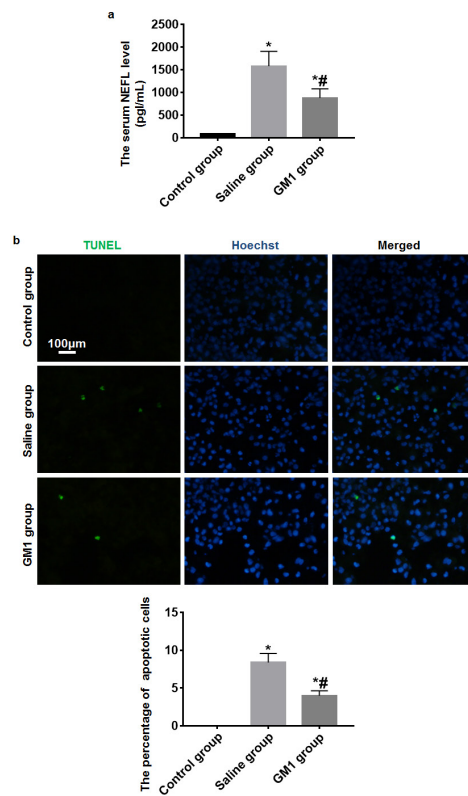 a
The serum NEFL level
(pgl/mL)
2500
2000
1500
1000
500
0
*
*#
Control group
Saline group
GM1 group
b
TUNEL
Hoechst
Merged
Control group
100μm
Saline group
GM1 group
The percentage of apoptotic cells
15
10
5
0
*
*#
Control group
Saline group
GM1 group